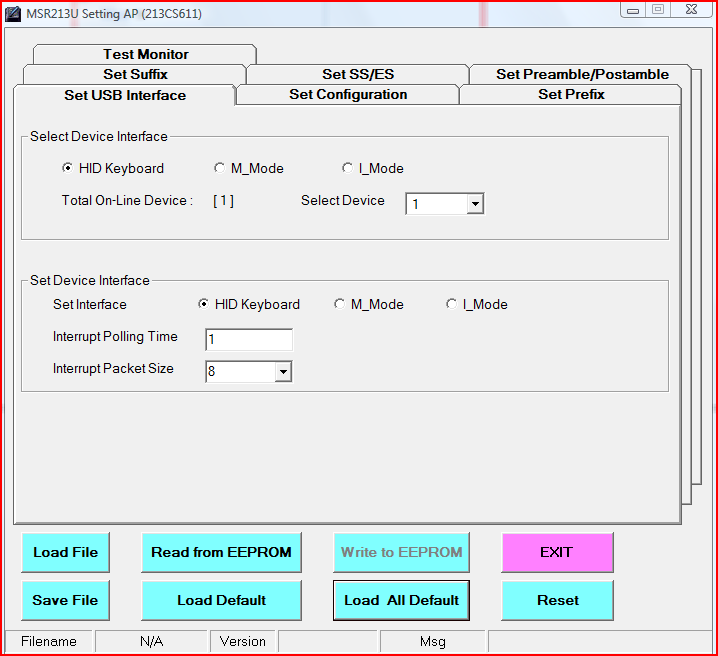 MSR213U Setting AP (213CS611)
Test Monitor
Set Suffix Set SS/ES Set Preamble/Postamble
Set USB Interface Set Configuration Set Prefix
Select Device Interface
HID Keyboard M_Mode I_Mode
Total On-Line Device : [ 1 ] Select Device 1
Set Device Interface
Set Interface HID Keyboard M_Mode I_Mode
Interrupt Polling Time 1
Interrupt Packet Size 8
Load File Read from EEPROM Write to EEPROM EXIT
Save File Load Default Load All Default Reset
Filename N/A Version Msg